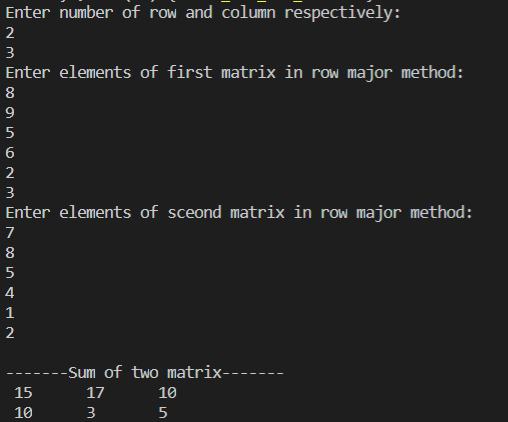 Enter number of row and column respectively:
2
3
Enter elements of first matrix in row major method:
8
9
5
6
2
3
Enter elements of sceond matrix in row major method:
7
8
5
4
1
2
-------Sum of two matrix-------
15 17 10
10 3 5